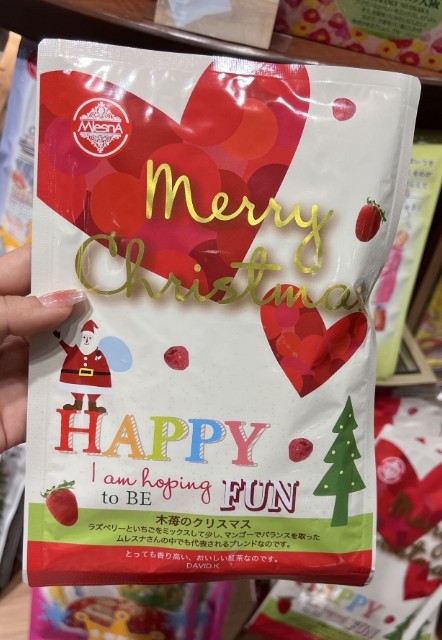 MlesnA
Merry
Christma
HAPPY
I am hoping
to BE FUN
木苺のクリスマス
ラズベリーといちごをミックスして少し、マンゴーでバランスを取った
ムレスナさんの中でも代表されるブレンドなのです。
とっても香り高い、おいしい紅茶なのです。
DAVID.K